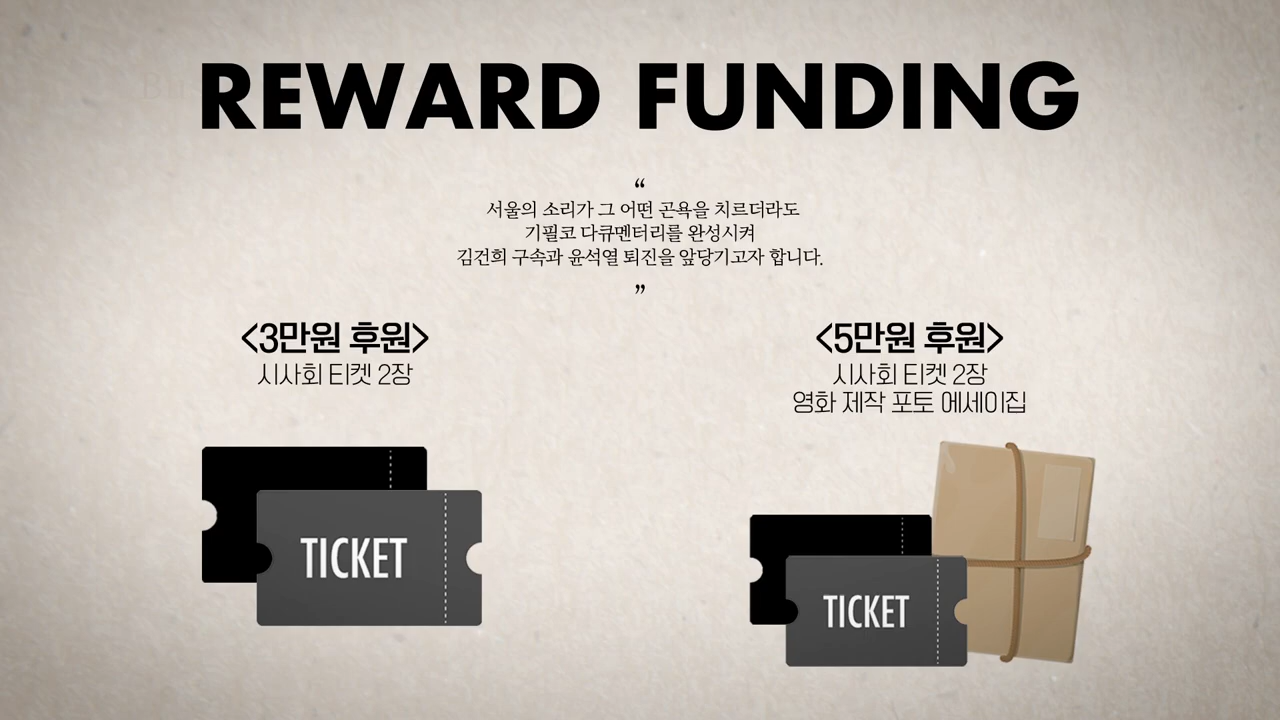 REWARD FUNDING
“
서울의 소리가 그 어떤 곤욕을 치르더라도
기필코 다큐멘터리를 완성시켜
김건희 구속과 윤석열 퇴진을 앞당기고자 합니다.
”
<3만원 후원>
시사회 티켓 2장
TICKET
<5만원 후원>
시사회 티켓 2장
영화 제작 포토 에세이집
TICKET